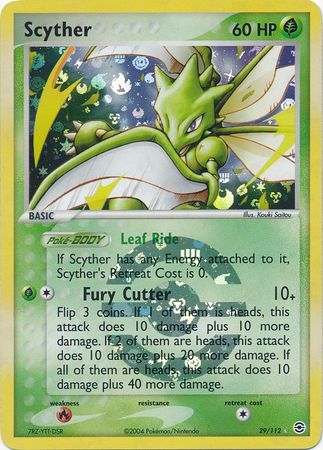 Scyther
60 HP
BASIC
Illus. Kouki Saitou
Poké-BODY Leaf Ride
If Scyther has any Energy attached to it,
Scyther's Retreat Cost is 0.
Fury Cutter 10+
Flip 3 coins. If 1 of them is heads, this
attack does 10 damage plus 10 more
damage. If 2 of them are heads, this attack
does 10 damage plus 20 more damage. If
all of them are heads, this attack does 10
damage plus 40 more damage.
weakness resistance retreat cost
7RZ-YTT-DSR ©2004 Pokémon/Nintendo 29/112